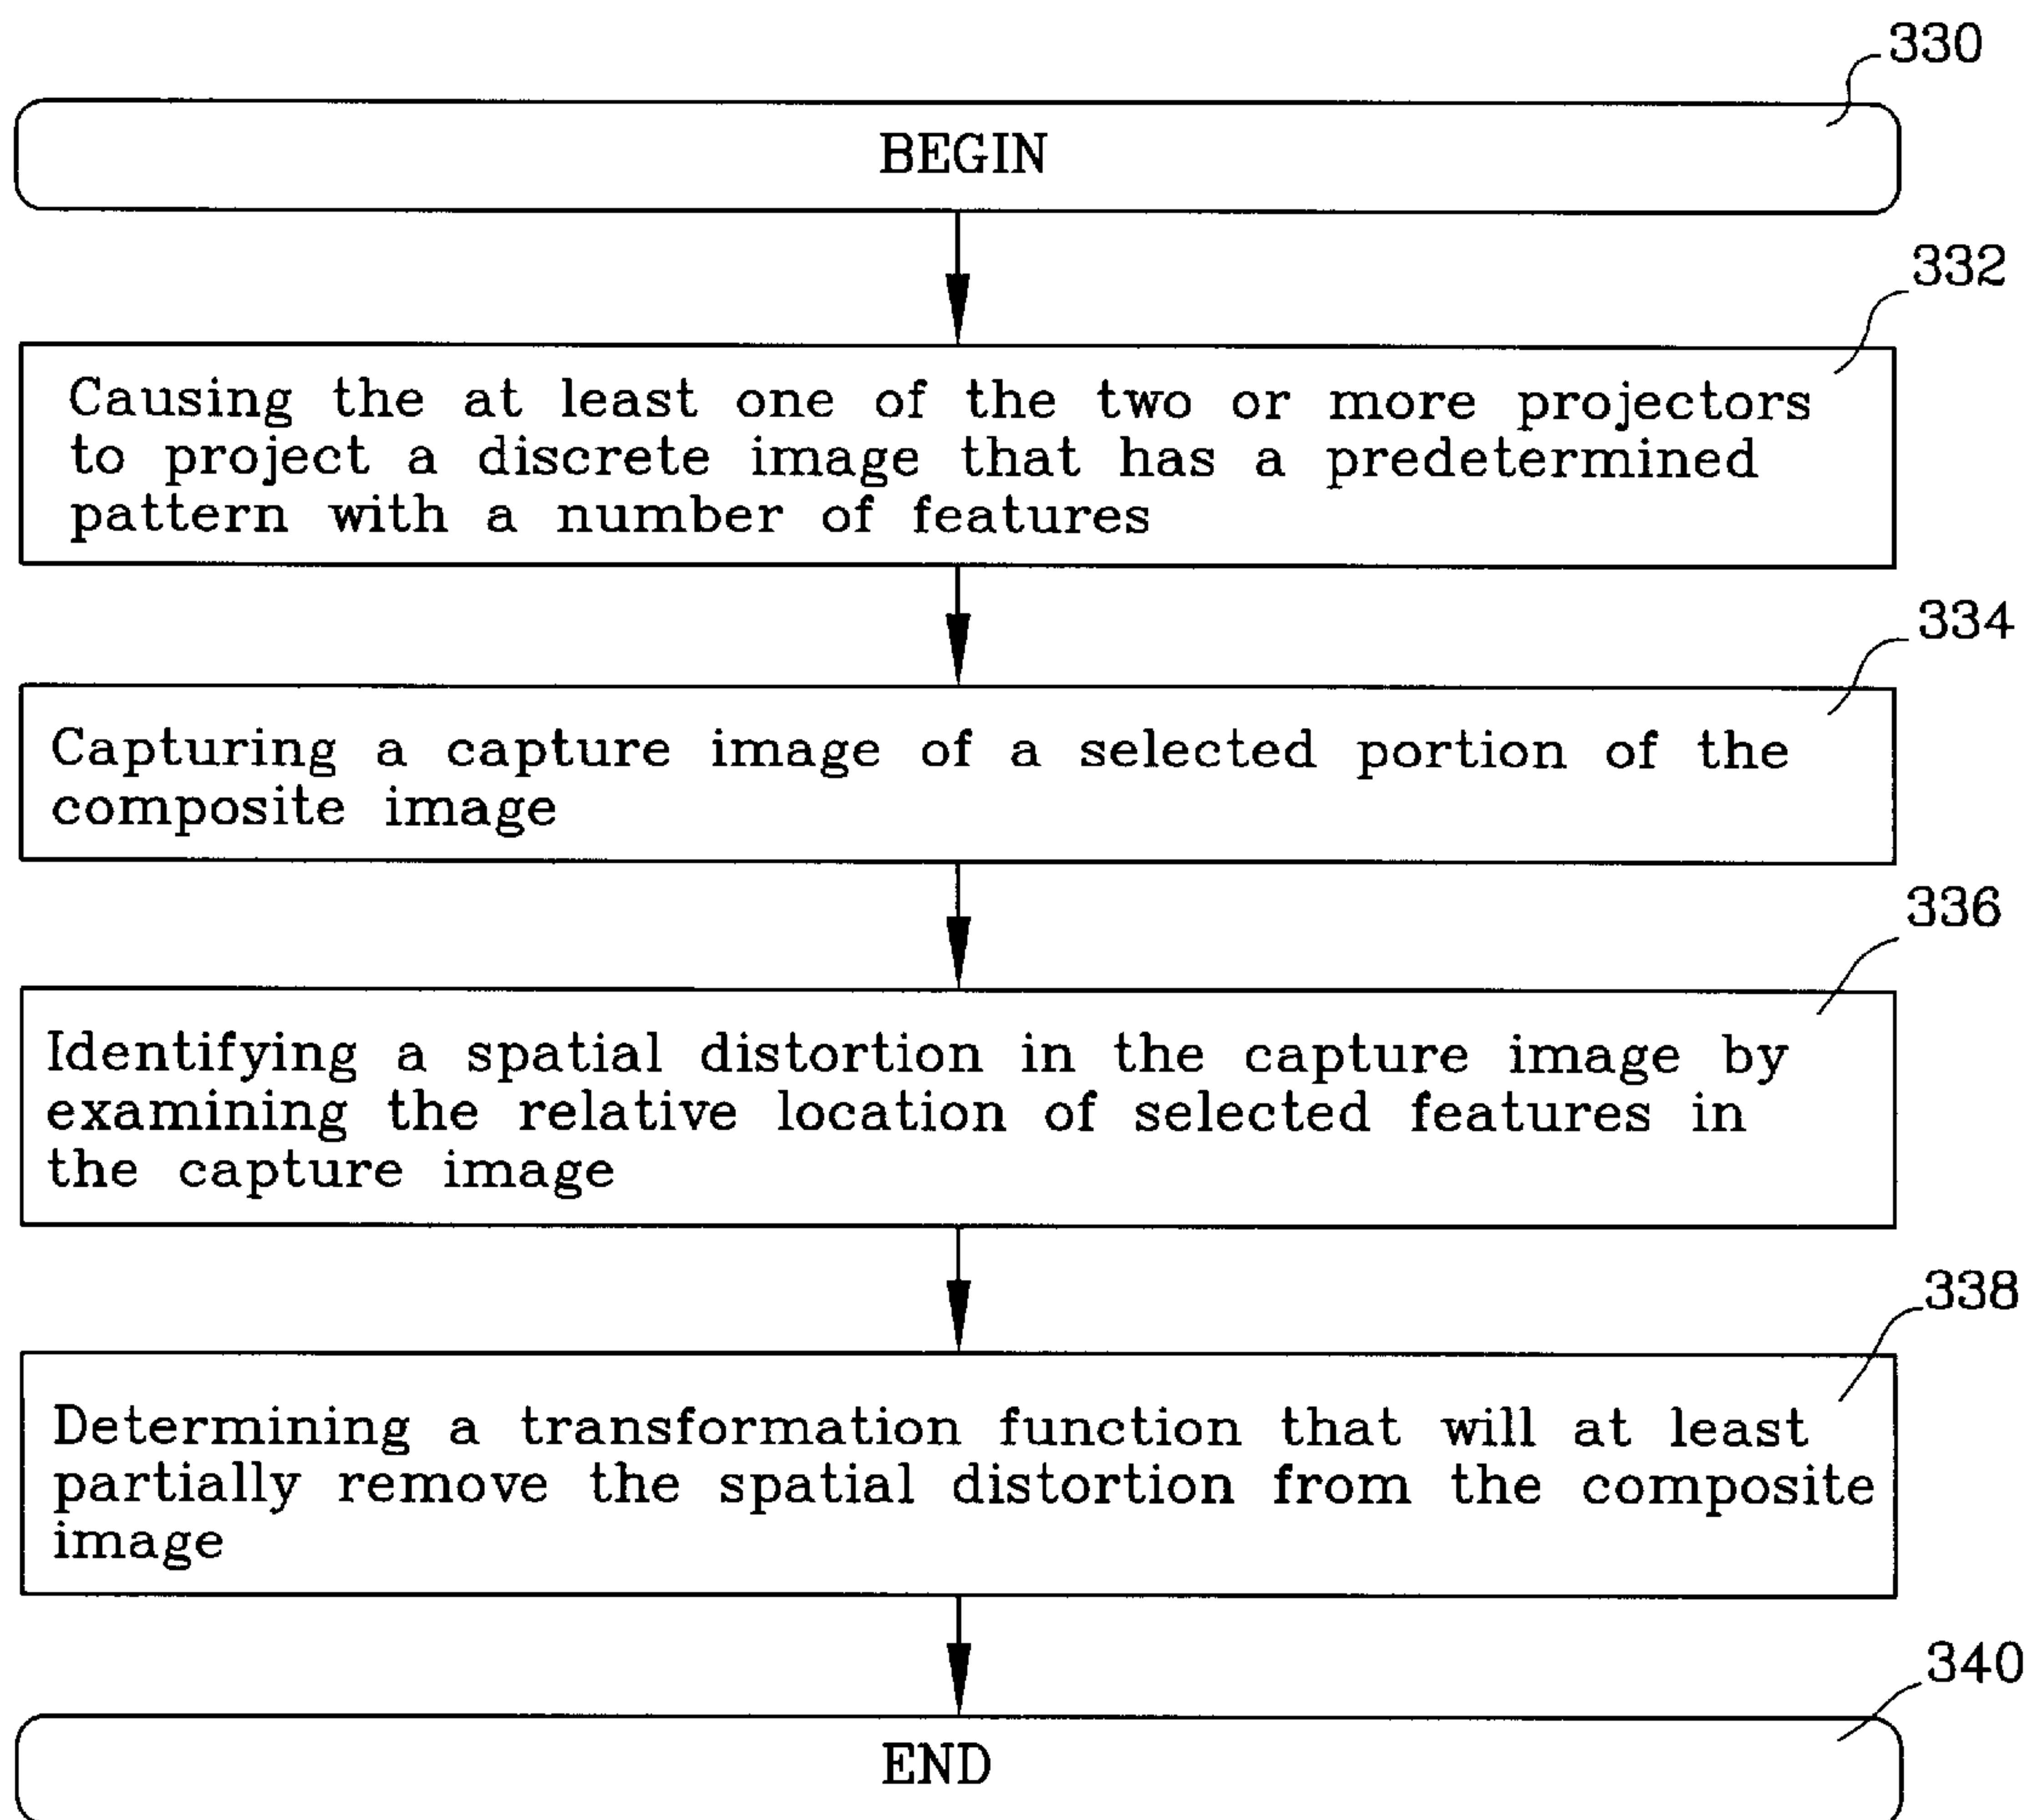 330
BEGIN
332
Causing the at least one of the two or more projectors
to project a discrete image that has a predetermined
pattern with a number of features
334
Capturing a capture image of a selected portion of the
composite image
336
Identifying a spatial distortion in the capture image by
examining the relative location of selected features in
the capture image
338
Determining a transformation function that will at least
partially remove the spatial distortion from the composite
image
340
END